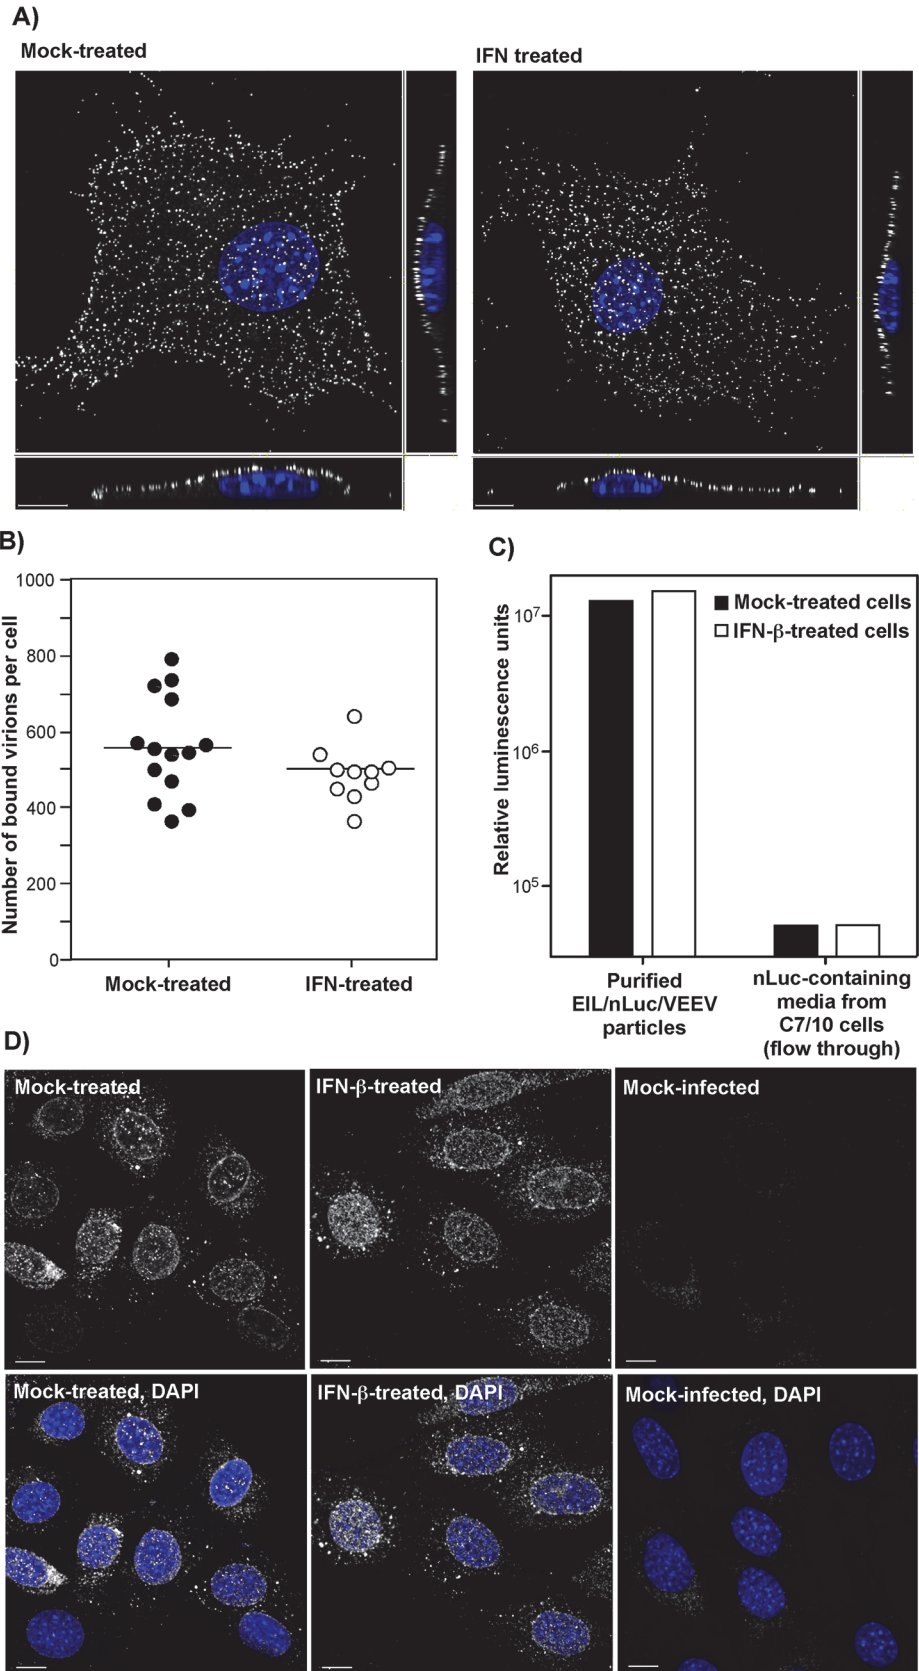 A)
Mock-treated
IFN treated
B)
Number of bound virions per cell
1000
800
600
400
200
0
Mock-treated
IFN-treated
C)
Relative luminescence units
10⁷
10⁶
10⁵
Mock-treated cells
IFN-β-treated cells
Purified
EIL/nLuc/VEEV
particles
nLuc-containing
media from
C7/10 cells
(flow through)
D)
Mock-treated
IFN-β-treated
Mock-infected
Mock-treated, DAPI
IFN-β-treated, DAPI
Mock-infected, DAPI